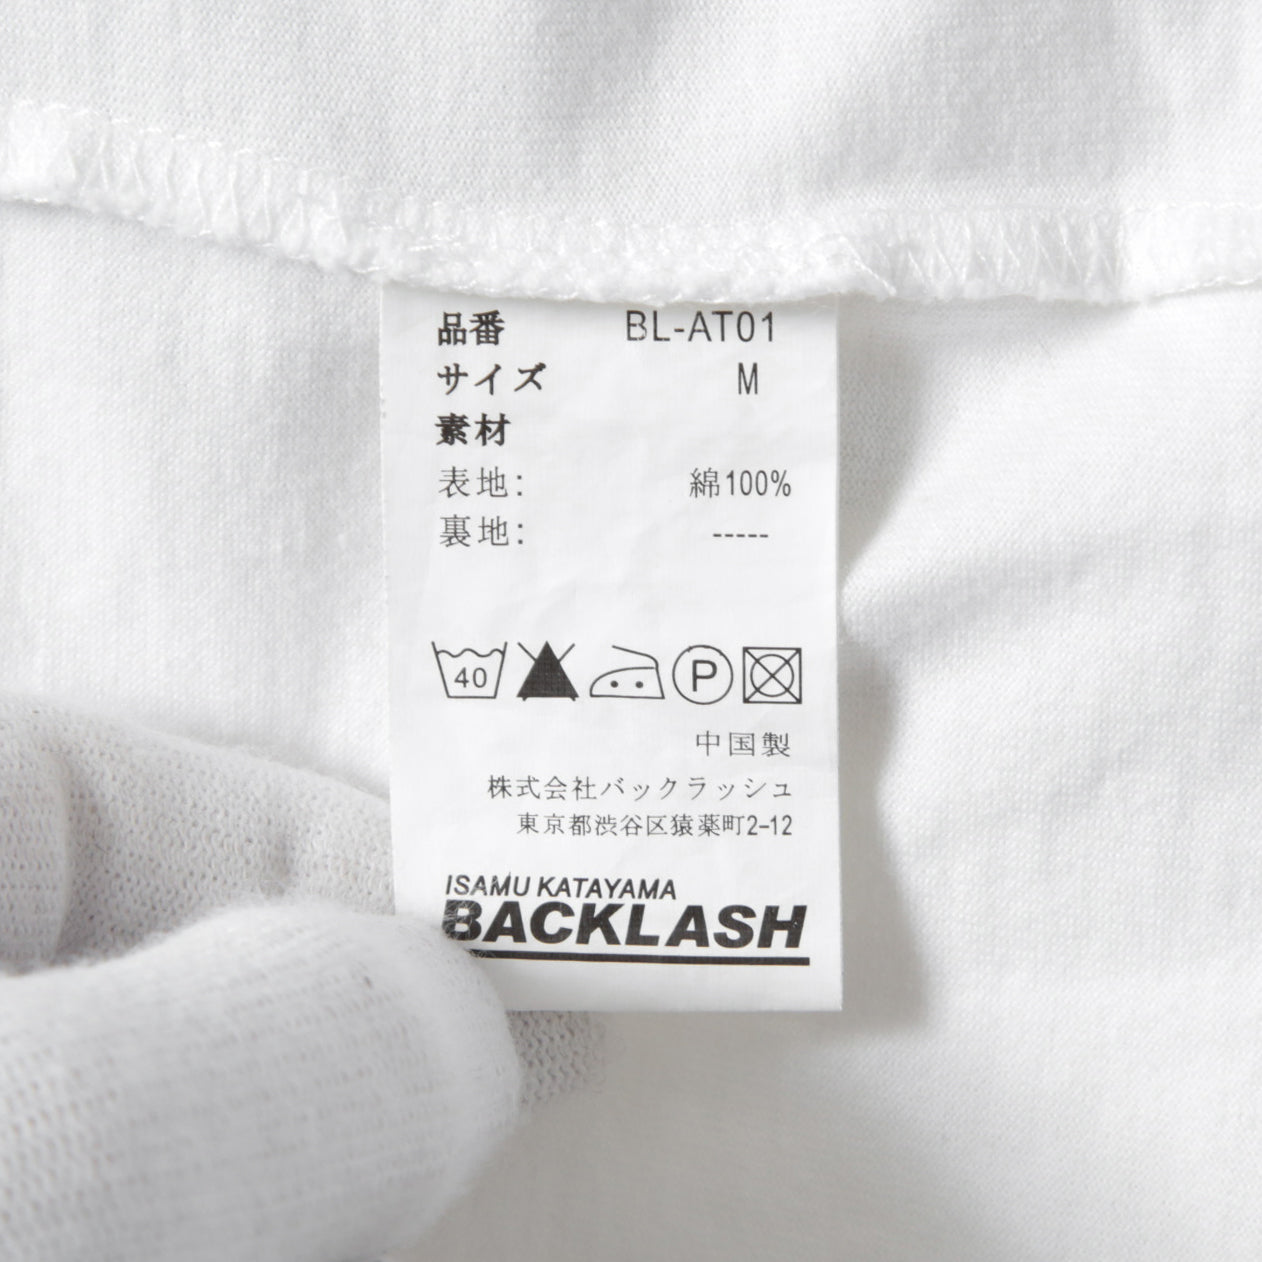 品番 BL-AT01
サイズ M
素材
表地: 綿100%
裏地: -----
40 P
中国製
株式会社バックラッシュ
東京都渋谷区猿薬町2-12
ISAMU KATAYAMA
BACKLASH